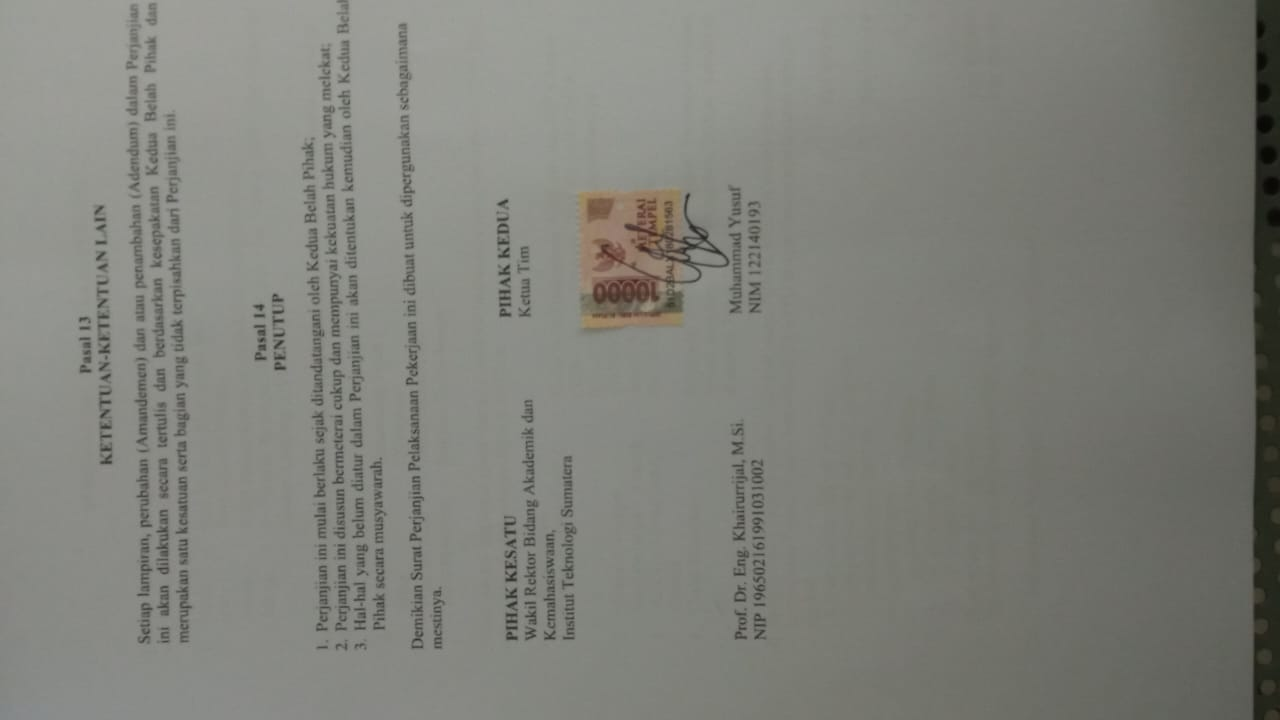 Pasal 13
KETENTUAN-KETENTUAN LAIN
Setiap lampiran, perubahan (Amandemen) dan atau penambahan (Adendum) dalam Perjanjian
ini akan dilakukan secara tertulis dan berdasarkan kesepakatan Kedua Belah Pihak dan
merupakan satu kesatuan serta bagian yang tidak terpisahkan dari Perjanjian ini.
Pasal 14
PENUTUP
1. Perjanjian ini mulai berlaku sejak ditandatangani oleh Kedua Belah Pihak;
2. Perjanjian ini disusun bermeterai cukup dan mempunyai kekuatan hukum yang melekat;
3. Hal-hal yang belum diatur dalam Perjanjian ini akan ditentukan kemudian oleh Kedua Belah
Pihak secara musyawarah.
Demikian Surat Perjanjian Pelaksanaan Pekerjaan ini dibuat untuk dipergunakan sebagaimana
mestinya.
PIHAK KESATU
Wakil Rektor Bidang Akademik dan
Kemahasiswaan,
Institut Teknologi Sumatera
Prof. Dr. Eng. Khairurrijal, M.Si.
NIP 196502161991031002
PIHAK KEDUA
Ketua Tim
10000
TEMPEL
Muhammad Yusuf
NIM 122140193